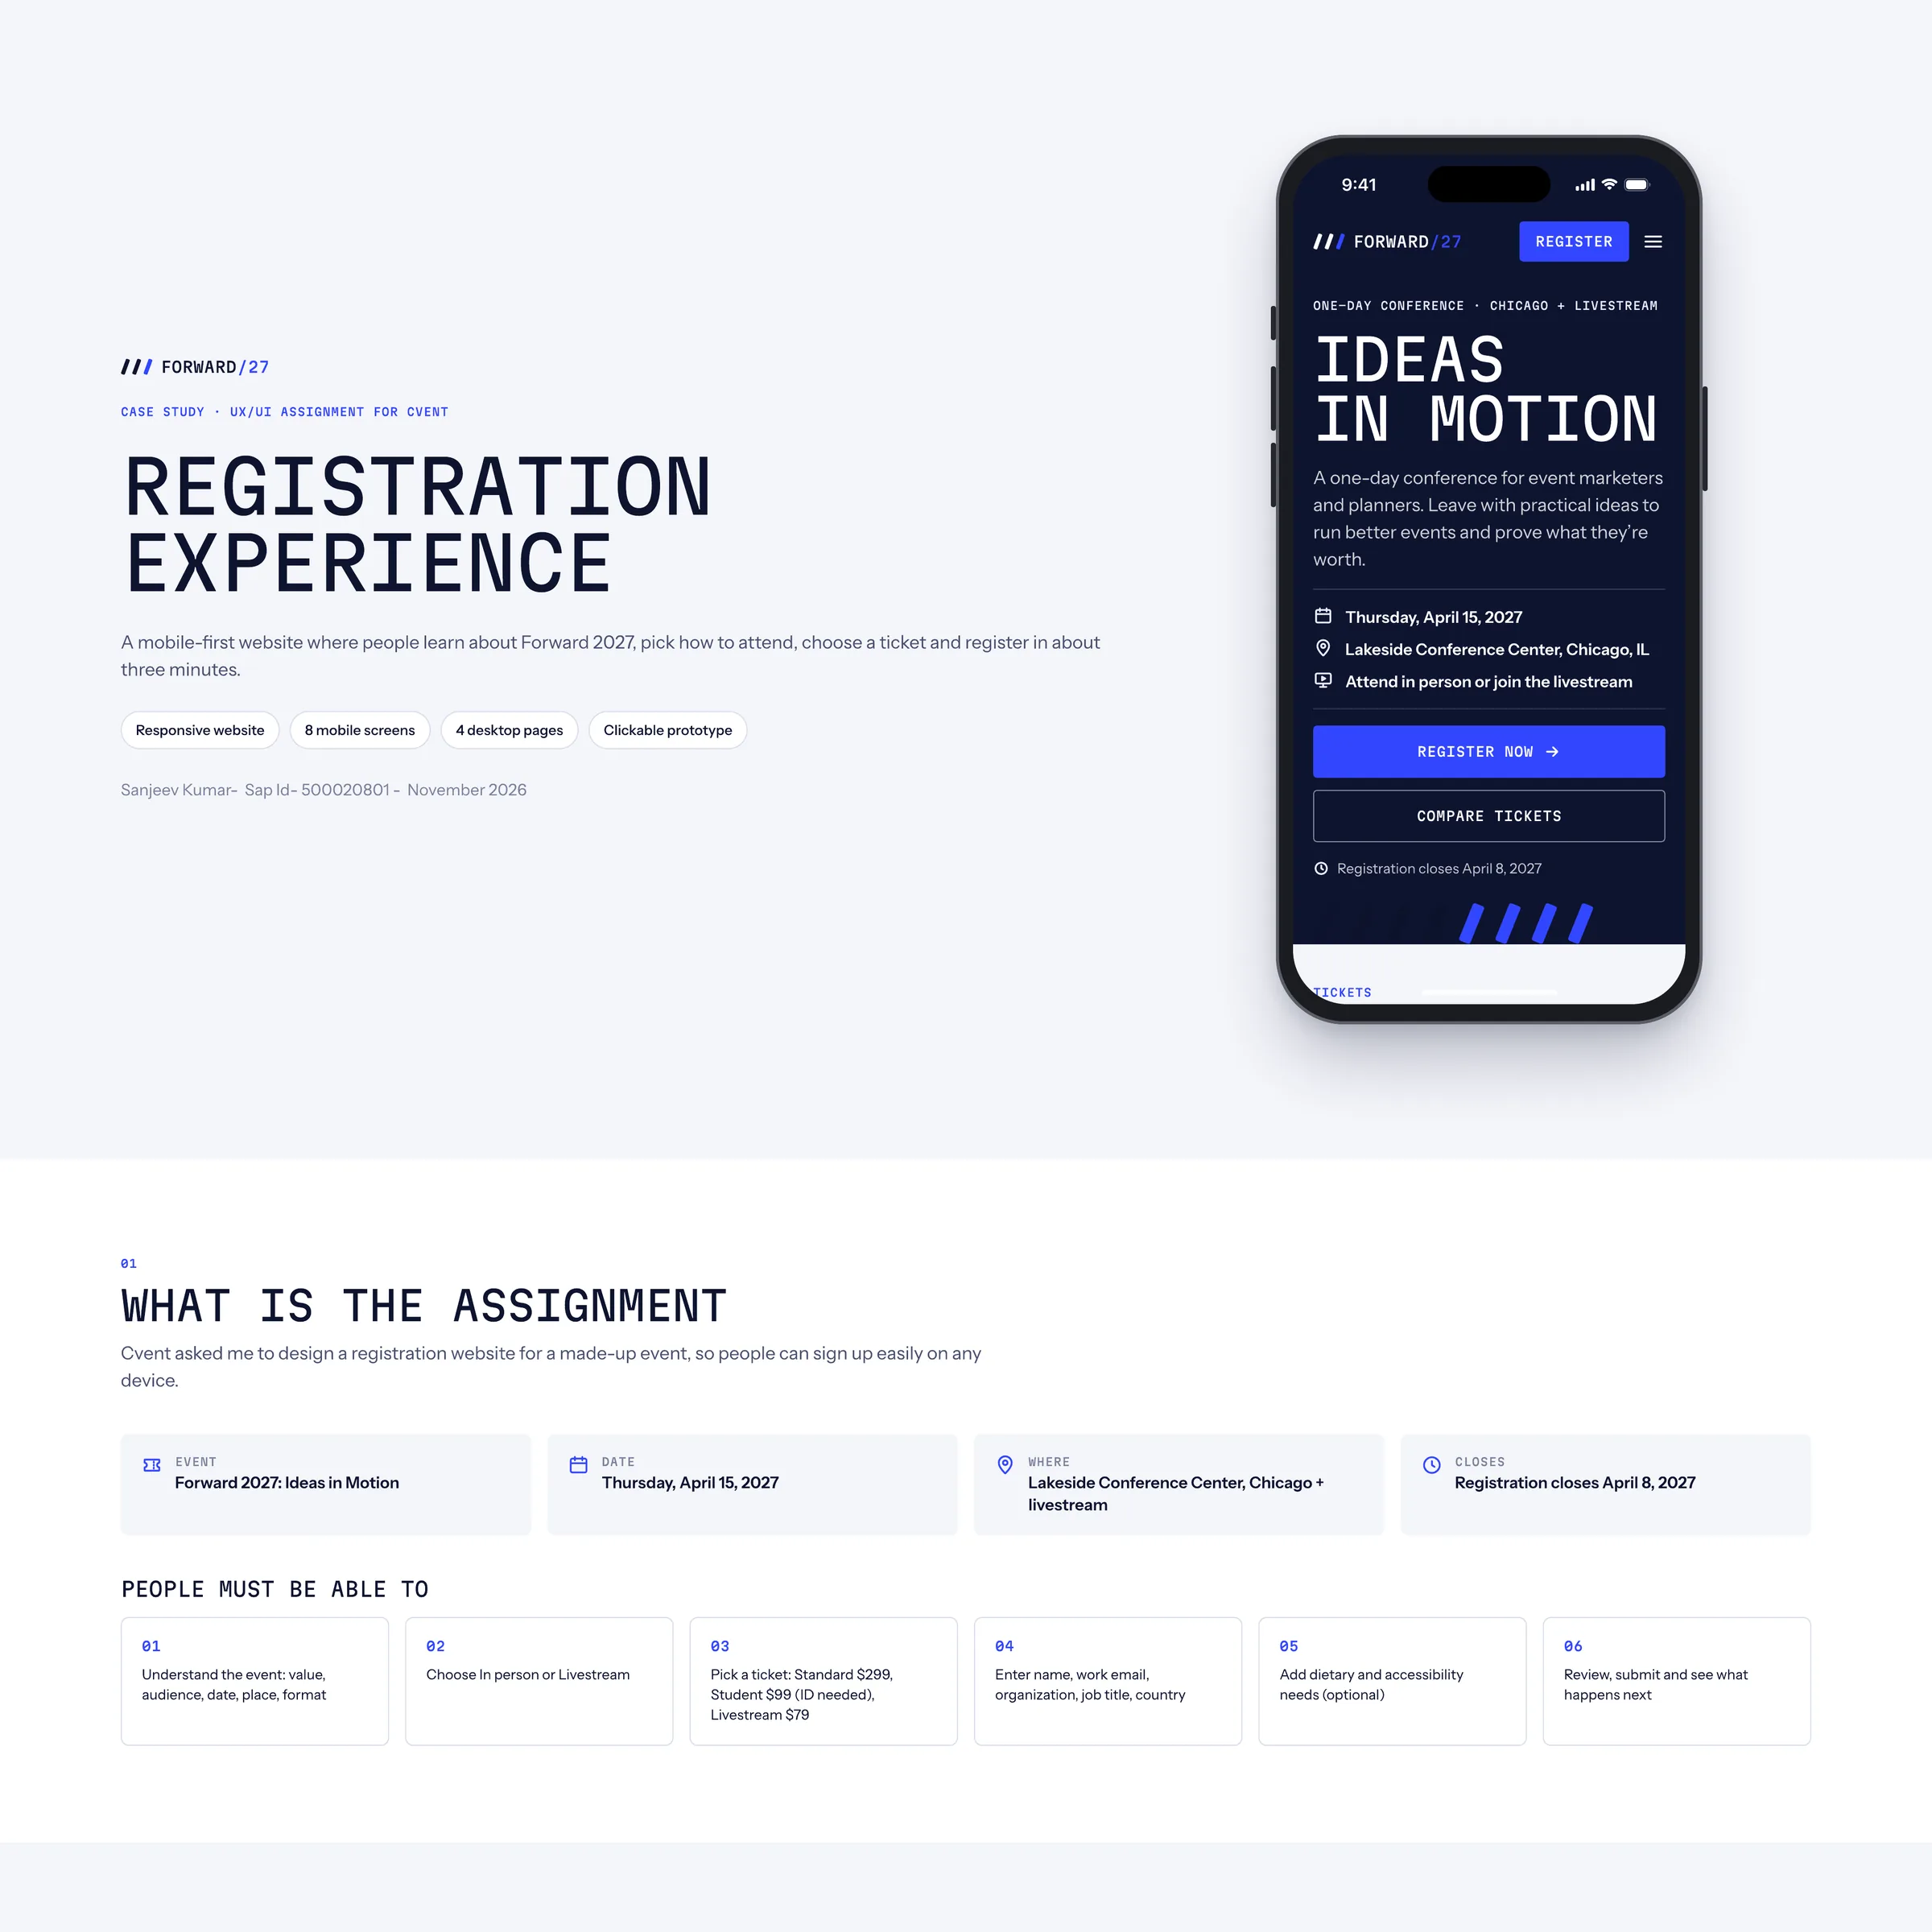 FORWARD/27
CASE STUDY · UX/UI ASSIGNMENT FOR CVENT
REGISTRATION
EXPERIENCE
A mobile-first website where people learn about Forward 2027, pick how to attend, choose a ticket and register in about
three minutes.
Responsive website
8 mobile screens
4 desktop pages
Clickable prototype
Sanjeev Kumar- Sap Id- 500020801 - November 2026
9:41
FORWARD/27
REGISTER
ONE-DAY CONFERENCE · CHICAGO + LIVESTREAM
IDEAS
IN MOTION
A one-day conference for event marketers
and planners. Leave with practical ideas to
run better events and prove what they’re
worth.
Thursday, April 15, 2027
Lakeside Conference Center, Chicago, IL
Attend in person or join the livestream
REGISTER NOW →
COMPARE TICKETS
Registration closes April 8, 2027
TICKETS
01
WHAT IS THE ASSIGNMENT
Cvent asked me to design a registration website for a made-up event, so people can sign up easily on any
device.
EVENT
Forward 2027: Ideas in Motion
DATE
Thursday, April 15, 2027
WHERE
Lakeside Conference Center, Chicago +
livestream
CLOSES
Registration closes April 8, 2027
PEOPLE MUST BE ABLE TO
01
Understand the event: value,
audience, date, place, format
02
Choose In person or Livestream
03
Pick a ticket: Standard $299,
Student $99 (ID needed),
Livestream $79
04
Enter name, work email,
organization, job title, country
05
Add dietary and accessibility
needs (optional)
06
Review, submit and see what
happens next